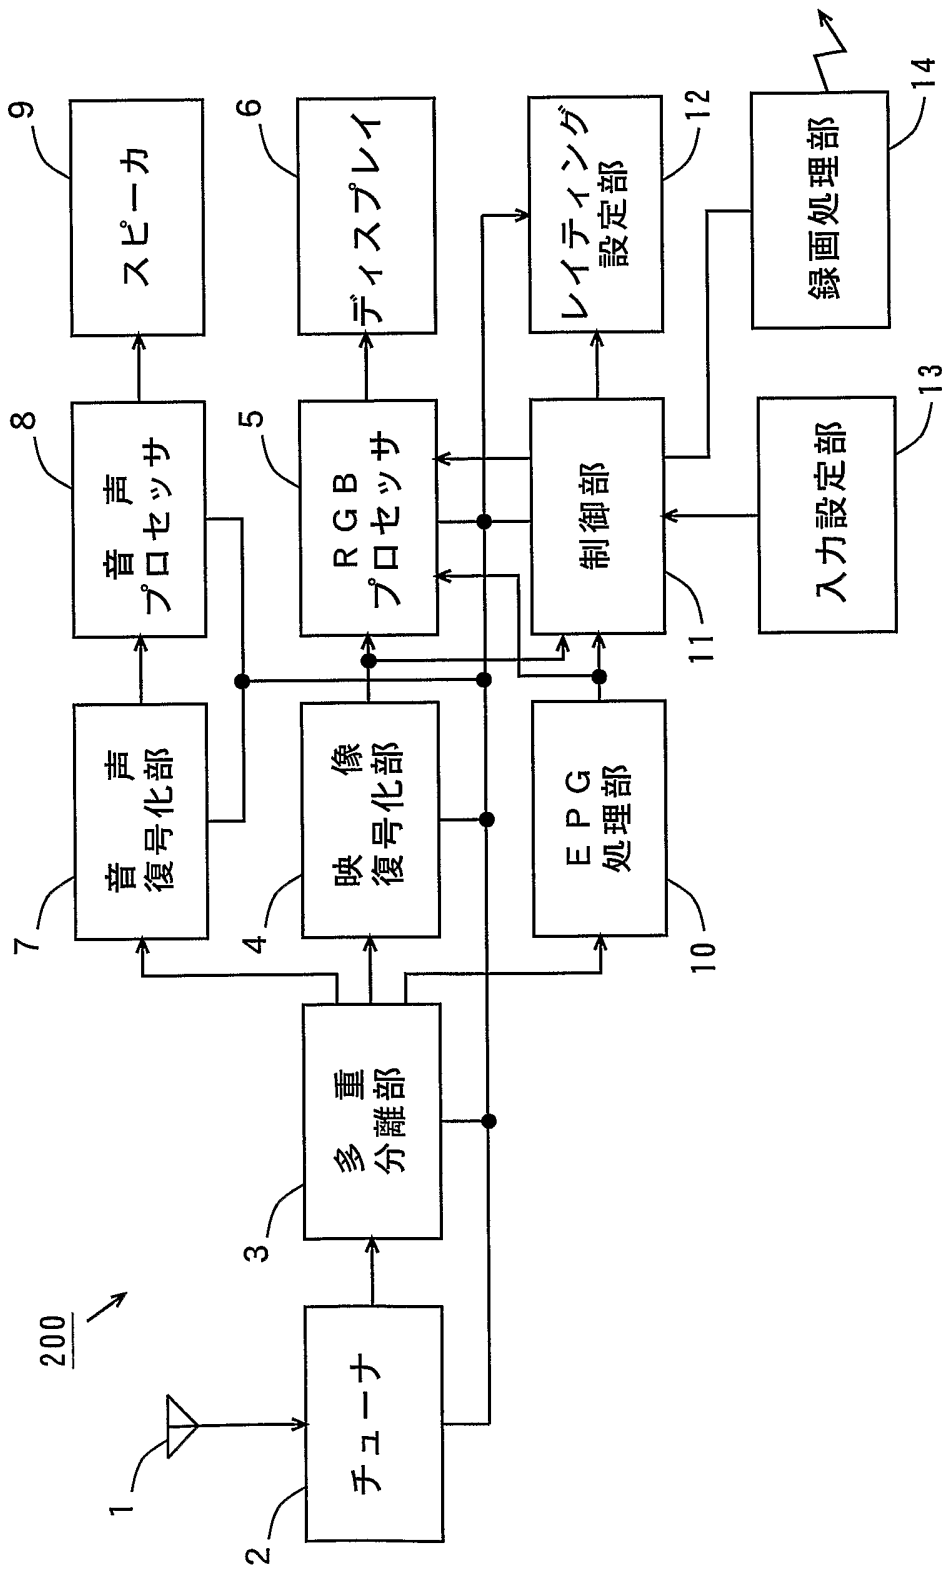 200
1
2
チューナ
3
多重
分離部
7
音声
復号化部
4
映像
復号化部
10
EPG
処理部
8
音声
プロセッサ
5
RGB
プロセッサ
11
制御部
13
入力設定部
9
スピーカ
6
ディスプレイ
12
レイティング
設定部
14
録画処理部